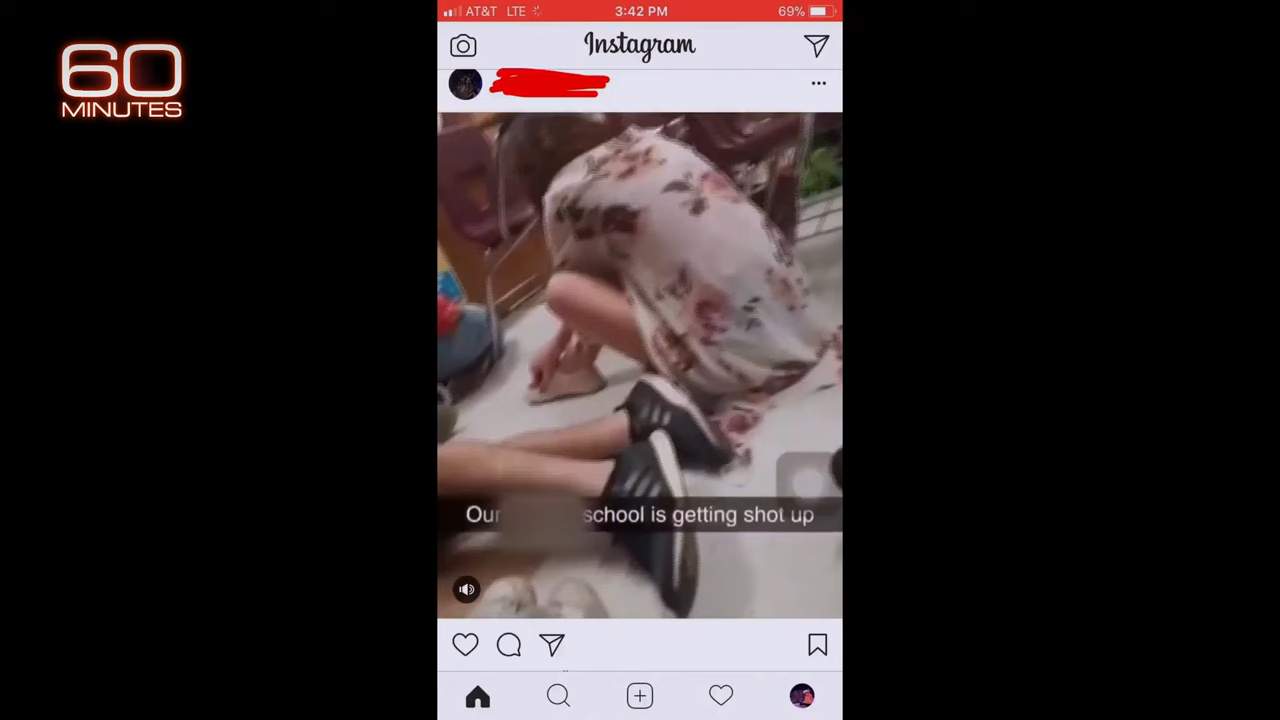 60
MINUTES
AT&T LTE 3:42 PM 69%
Instagram
Our school is getting shot up